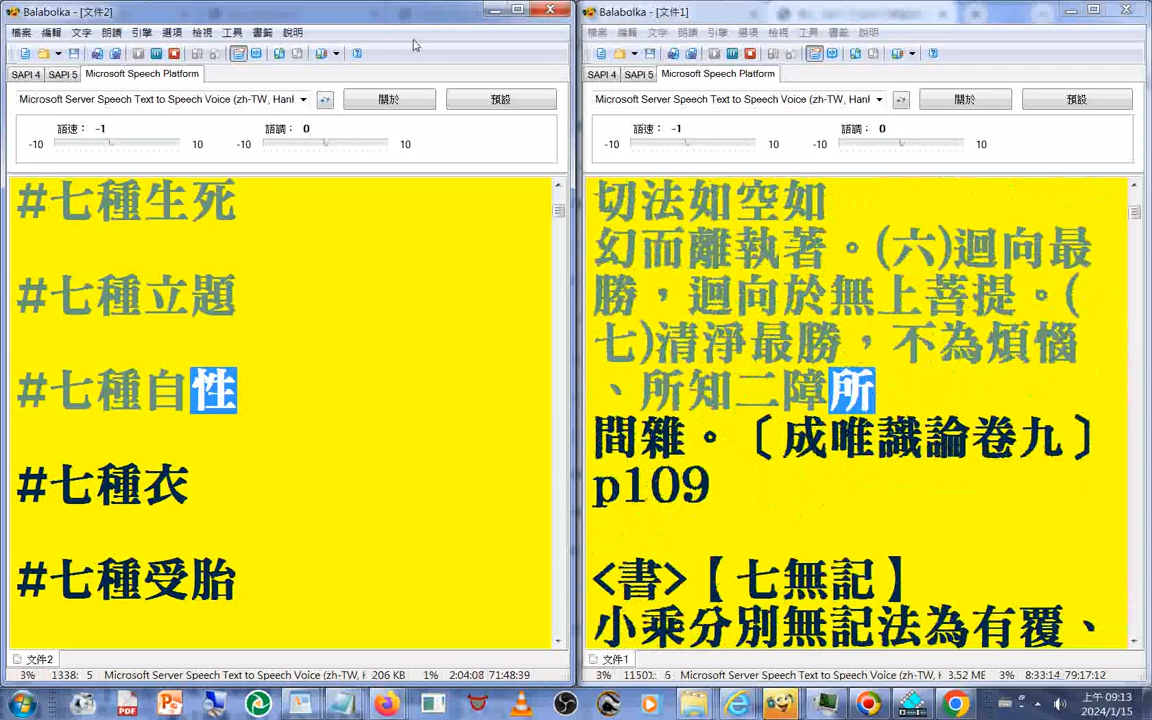 Balabolka - [文件2]
檔案 編輯 文字 朗讀 引擎 選項 檢視 工具 書籤 說明
SAPI 4 SAPI 5 Microsoft Speech Platform
Microsoft Server Speech Text to Speech Voice (zh-TW, Hanl
關於 預設
語速： -1 語調： 0
-10 10 -10 10
#七種生死
#七種立題
#七種自性
#七種衣
#七種受胎
文件2
3% 1338: 5 Microsoft Server Speech Text to Speech Voice (zh-TW, H 206 KB 1% 2:04:08 71:48:39
Balabolka - [文件1]
檔案 編輯 文字 朗讀 引擎 選項 檢視 工具 書籤 說明
SAPI 4 SAPI 5 Microsoft Speech Platform
Microsoft Server Speech Text to Speech Voice (zh-TW, Hanl
關於 預設
語速： -1 語調： 0
-10 10 -10 10
切法如空如
幻而離執著。(六)迴向最
勝，迴向於無上菩提。(
七)清淨最勝，不為煩惱
、所知二障所
間雜。〔成唯識論卷九〕
p109
<書>【七無記】
小乘分別無記法為有覆、
文件1
3% 11501: 6 Microsoft Server Speech Text to Speech Voice (zh-TW, H 3.52 ME 3% 8:33:14 79:17:12
PDF
上午 09:13
2024/1/15